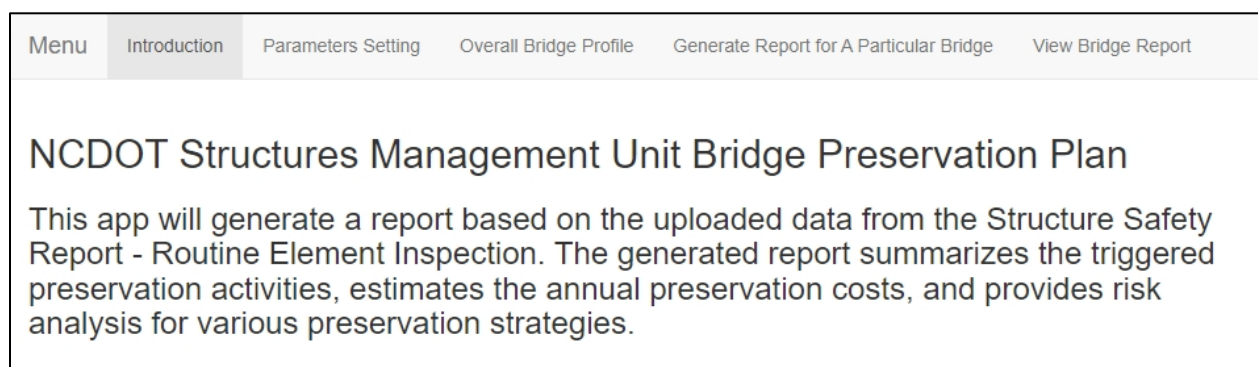 Menu Introduction Parameters Setting Overall Bridge Profile Generate Report for A Particular Bridge View Bridge Report
NCDOT Structures Management Unit Bridge Preservation Plan
This app will generate a report based on the uploaded data from the Structure Safety
Report - Routine Element Inspection. The generated report summarizes the triggered
preservation activities, estimates the annual preservation costs, and provides risk
analysis for various preservation strategies.